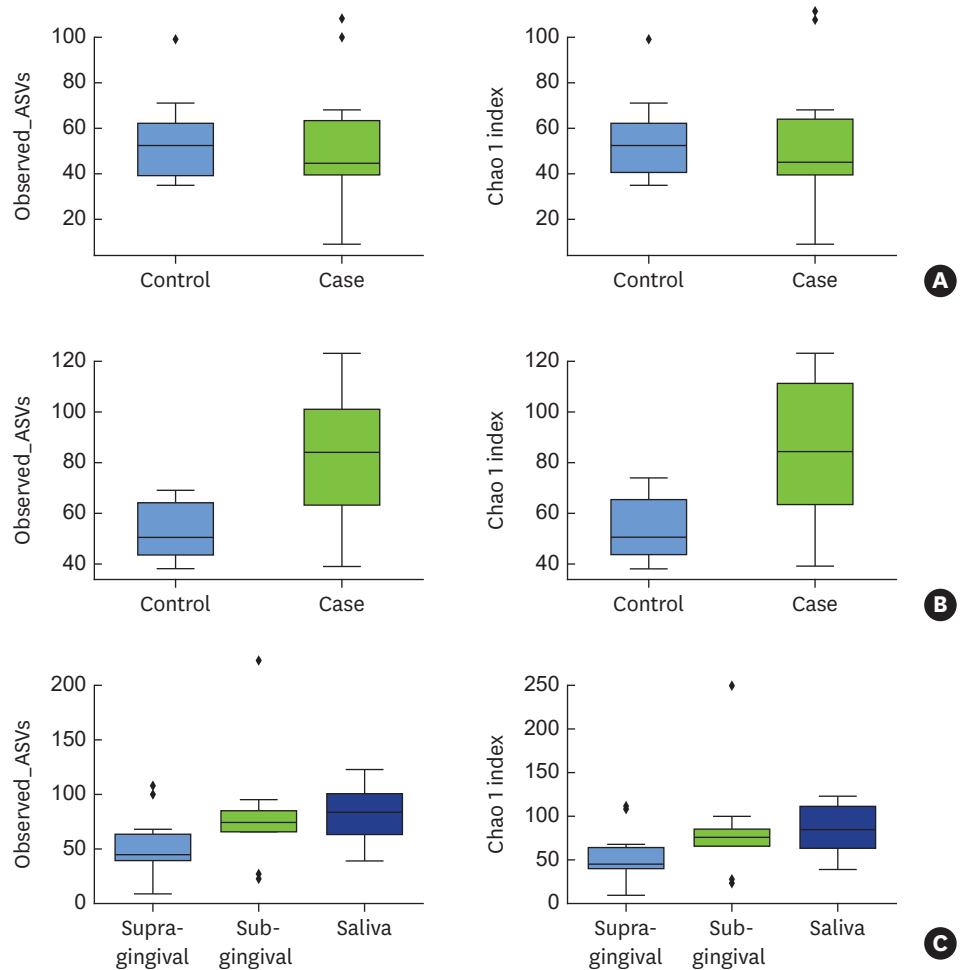 Observed_ASVs
100
80
60
40
20
Control Case
Chao 1 index
100
80
60
40
20
Control Case
A
Observed_ASVs
120
100
80
60
40
Control Case
Chao 1 index
120
100
80
60
40
Control Case
B
Observed_ASVs
200
150
100
50
0
Supra- Sub- Saliva
gingival gingival
Chao 1 index
250
200
150
100
50
0
Supra- Sub- Saliva
gingival gingival
C